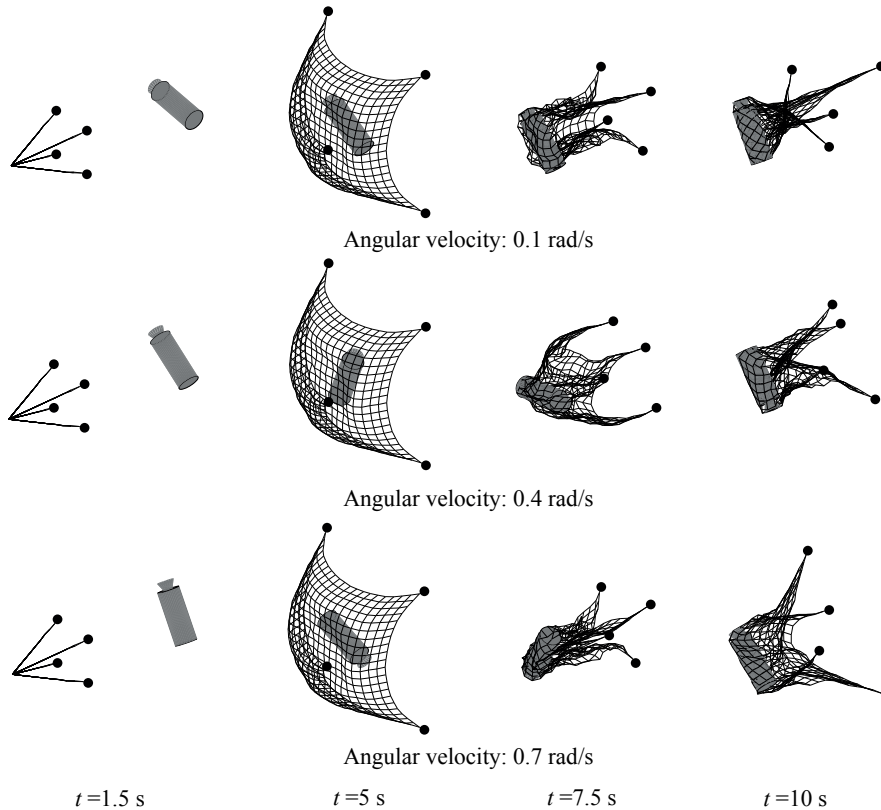 Angular velocity: 0.1 rad/s
Angular velocity: 0.4 rad/s
Angular velocity: 0.7 rad/s
t =1.5 s t =5 s t =7.5 s t =10 s